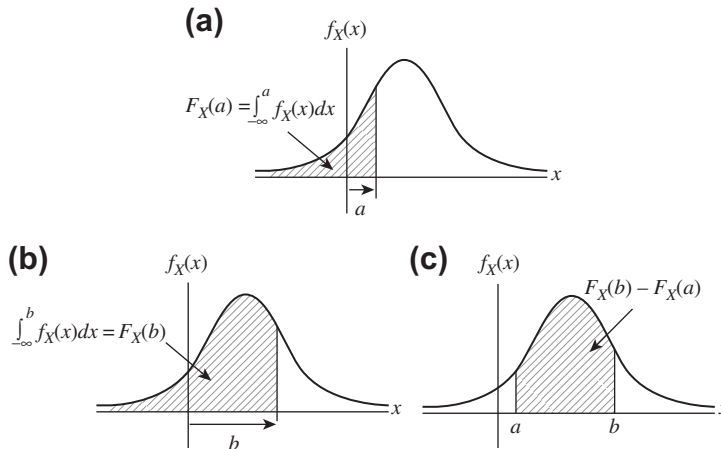 (a)
f_X(x)
F_X(a) = ∫_{-∞}^{a} f_X(x)dx
x
a
(b)
f_X(x)
∫_{-∞}^{b} f_X(x)dx = F_X(b)
x
b
(c)
f_X(x)
F_X(b) – F_X(a)
a
b
x